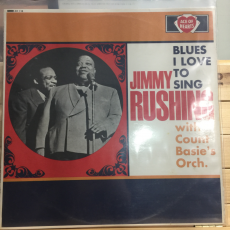 ACE OF HEARTS
BLUES
I LOVE
TO
SING
JIMMY
RUSHING
with
Count
Basie's
Orch.